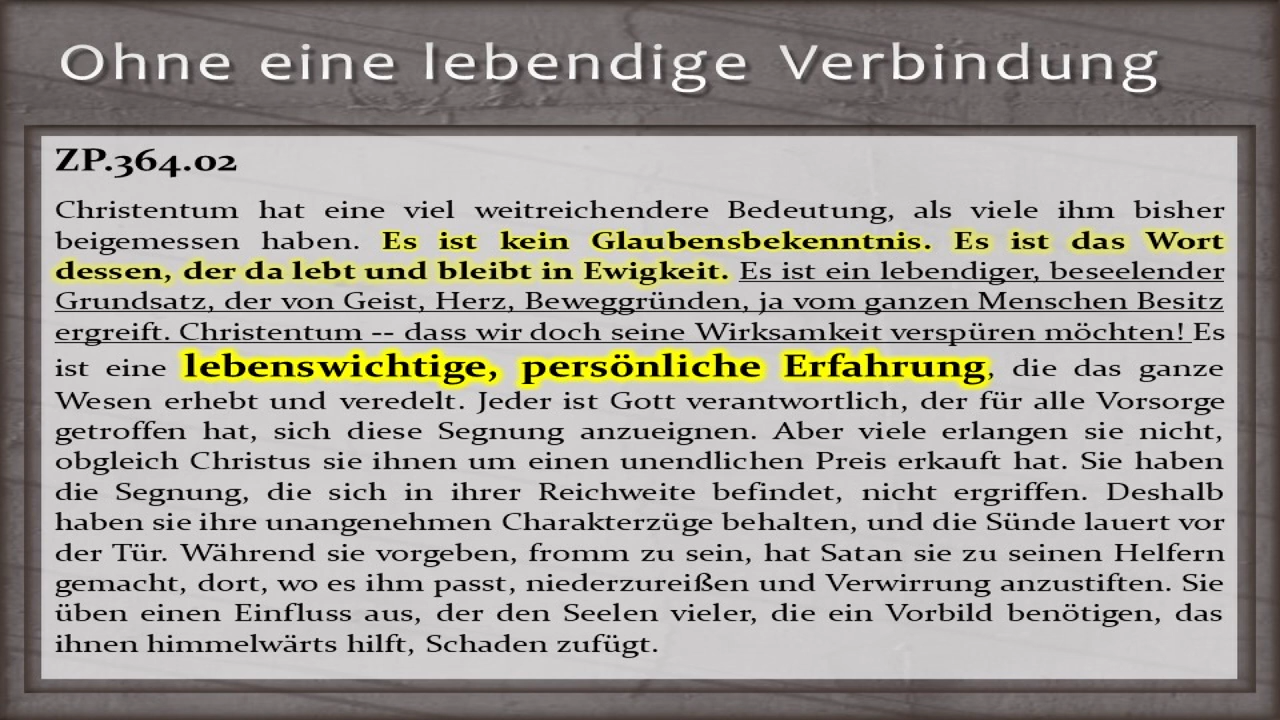 Ohne eine lebendige Verbindung
ZP.364.02
Christentum hat eine viel weitreichendere Bedeutung, als viele ihm bisher
beigemessen haben. Es ist kein Glaubensbekenntnis. Es ist das Wort
dessen, der da lebt und bleibt in Ewigkeit. Es ist ein lebendiger, beseelender
Grundsatz, der von Geist, Herz, Beweggründen, ja vom ganzen Menschen Besitz
ergreift. Christentum -- dass wir doch seine Wirksamkeit verspüren möchten! Es
ist eine lebenswichtige, persönliche Erfahrung, die das ganze
Wesen erhebt und veredelt. Jeder ist Gott verantwortlich, der für alle Vorsorge
getroffen hat, sich diese Segnung anzueignen. Aber viele erlangen sie nicht,
obgleich Christus sie ihnen um einen unendlichen Preis erkauft hat. Sie haben
die Segnung, die sich in ihrer Reichweite befindet, nicht ergriffen. Deshalb
haben sie ihre unangenehmen Charakterzüge behalten, und die Sünde lauert vor
der Tür. Während sie vorgeben, fromm zu sein, hat Satan sie zu seinen Helfern
gemacht, dort, wo es ihm passt, niederzureißen und Verwirrung anzustiften. Sie
üben einen Einfluss aus, der den Seelen vieler, die ein Vorbild benötigen, das
ihnen himmelwärts hilft, Schaden zufügt.